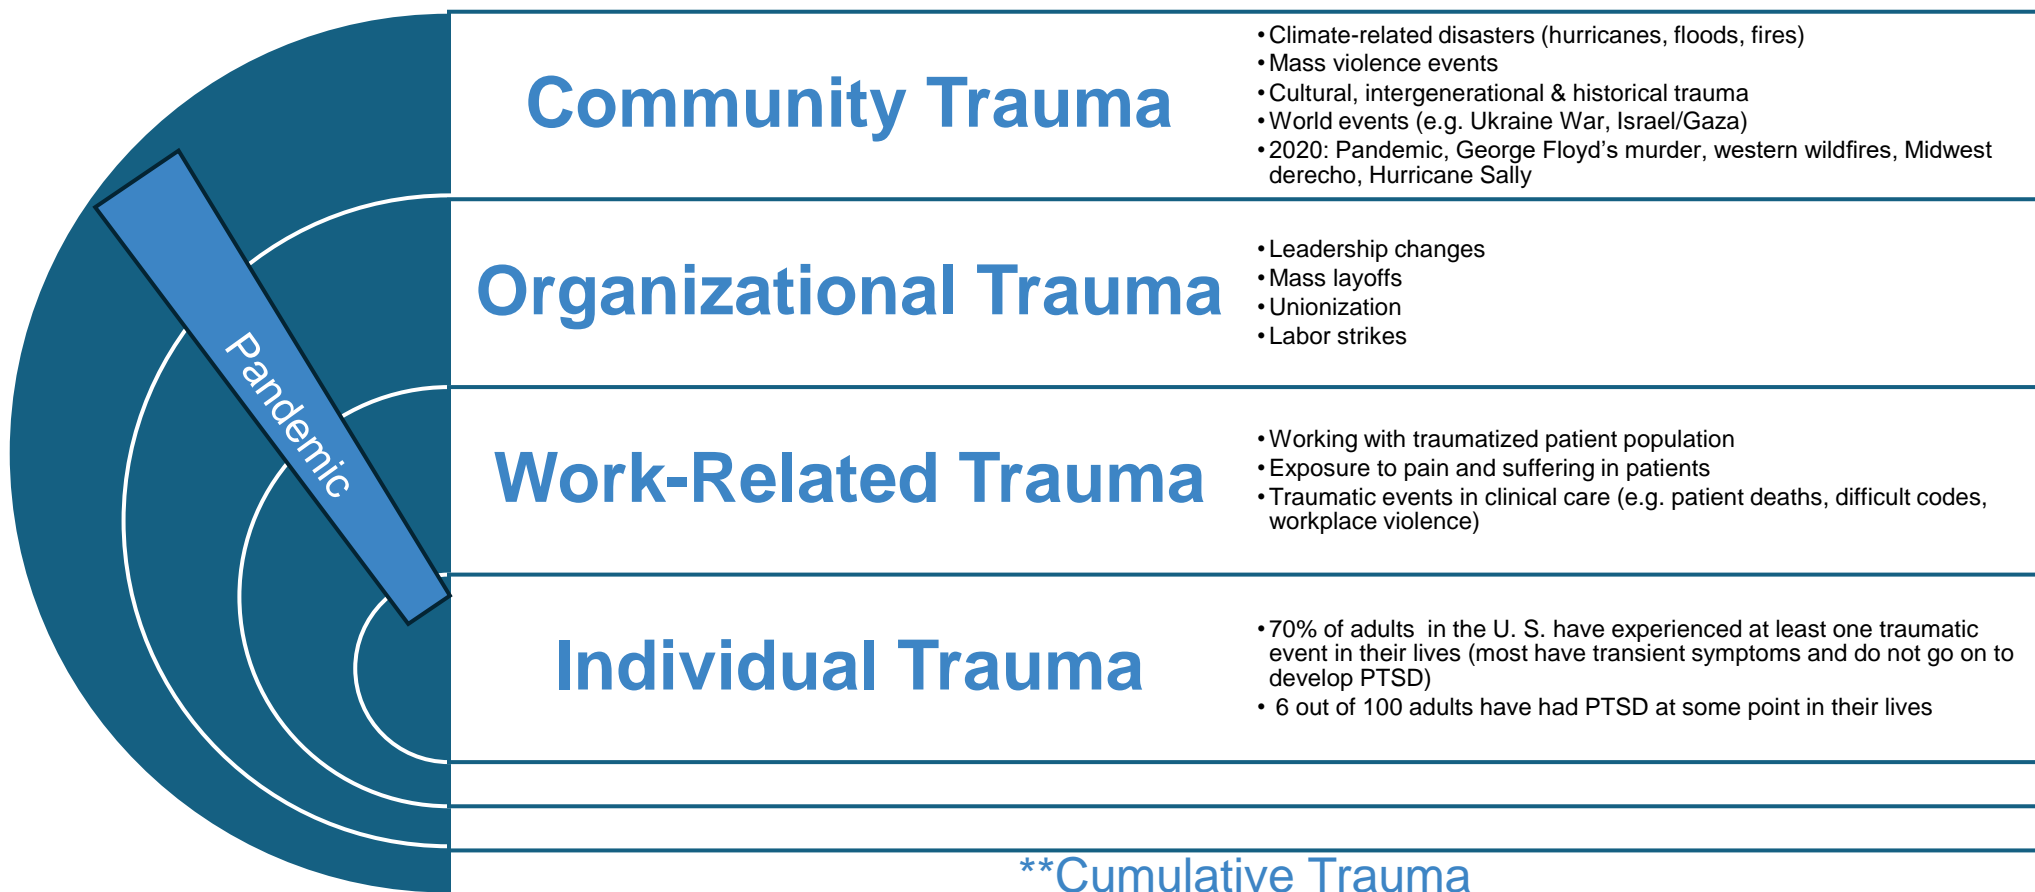 Community Trauma
•Climate-related disasters (hurricanes, floods, fires)
•Mass violence events
•Cultural, intergenerational & historical trauma
•World events (e.g. Ukraine War, Israel/Gaza)
•2020: Pandemic, George Floyd’s murder, western wildfires, Midwest
derecho, Hurricane Sally
Organizational Trauma
•Leadership changes
•Mass layoffs
•Unionization
•Labor strikes
Pandemic
Work-Related Trauma
•Working with traumatized patient population
•Exposure to pain and suffering in patients
•Traumatic events in clinical care (e.g. patient deaths, difficult codes,
workplace violence)
Individual Trauma
•70% of adults  in the U. S. have experienced at least one traumatic
event in their lives (most have transient symptoms and do not go on to
develop PTSD)
• 6 out of 100 adults have had PTSD at some point in their lives
**Cumulative Trauma